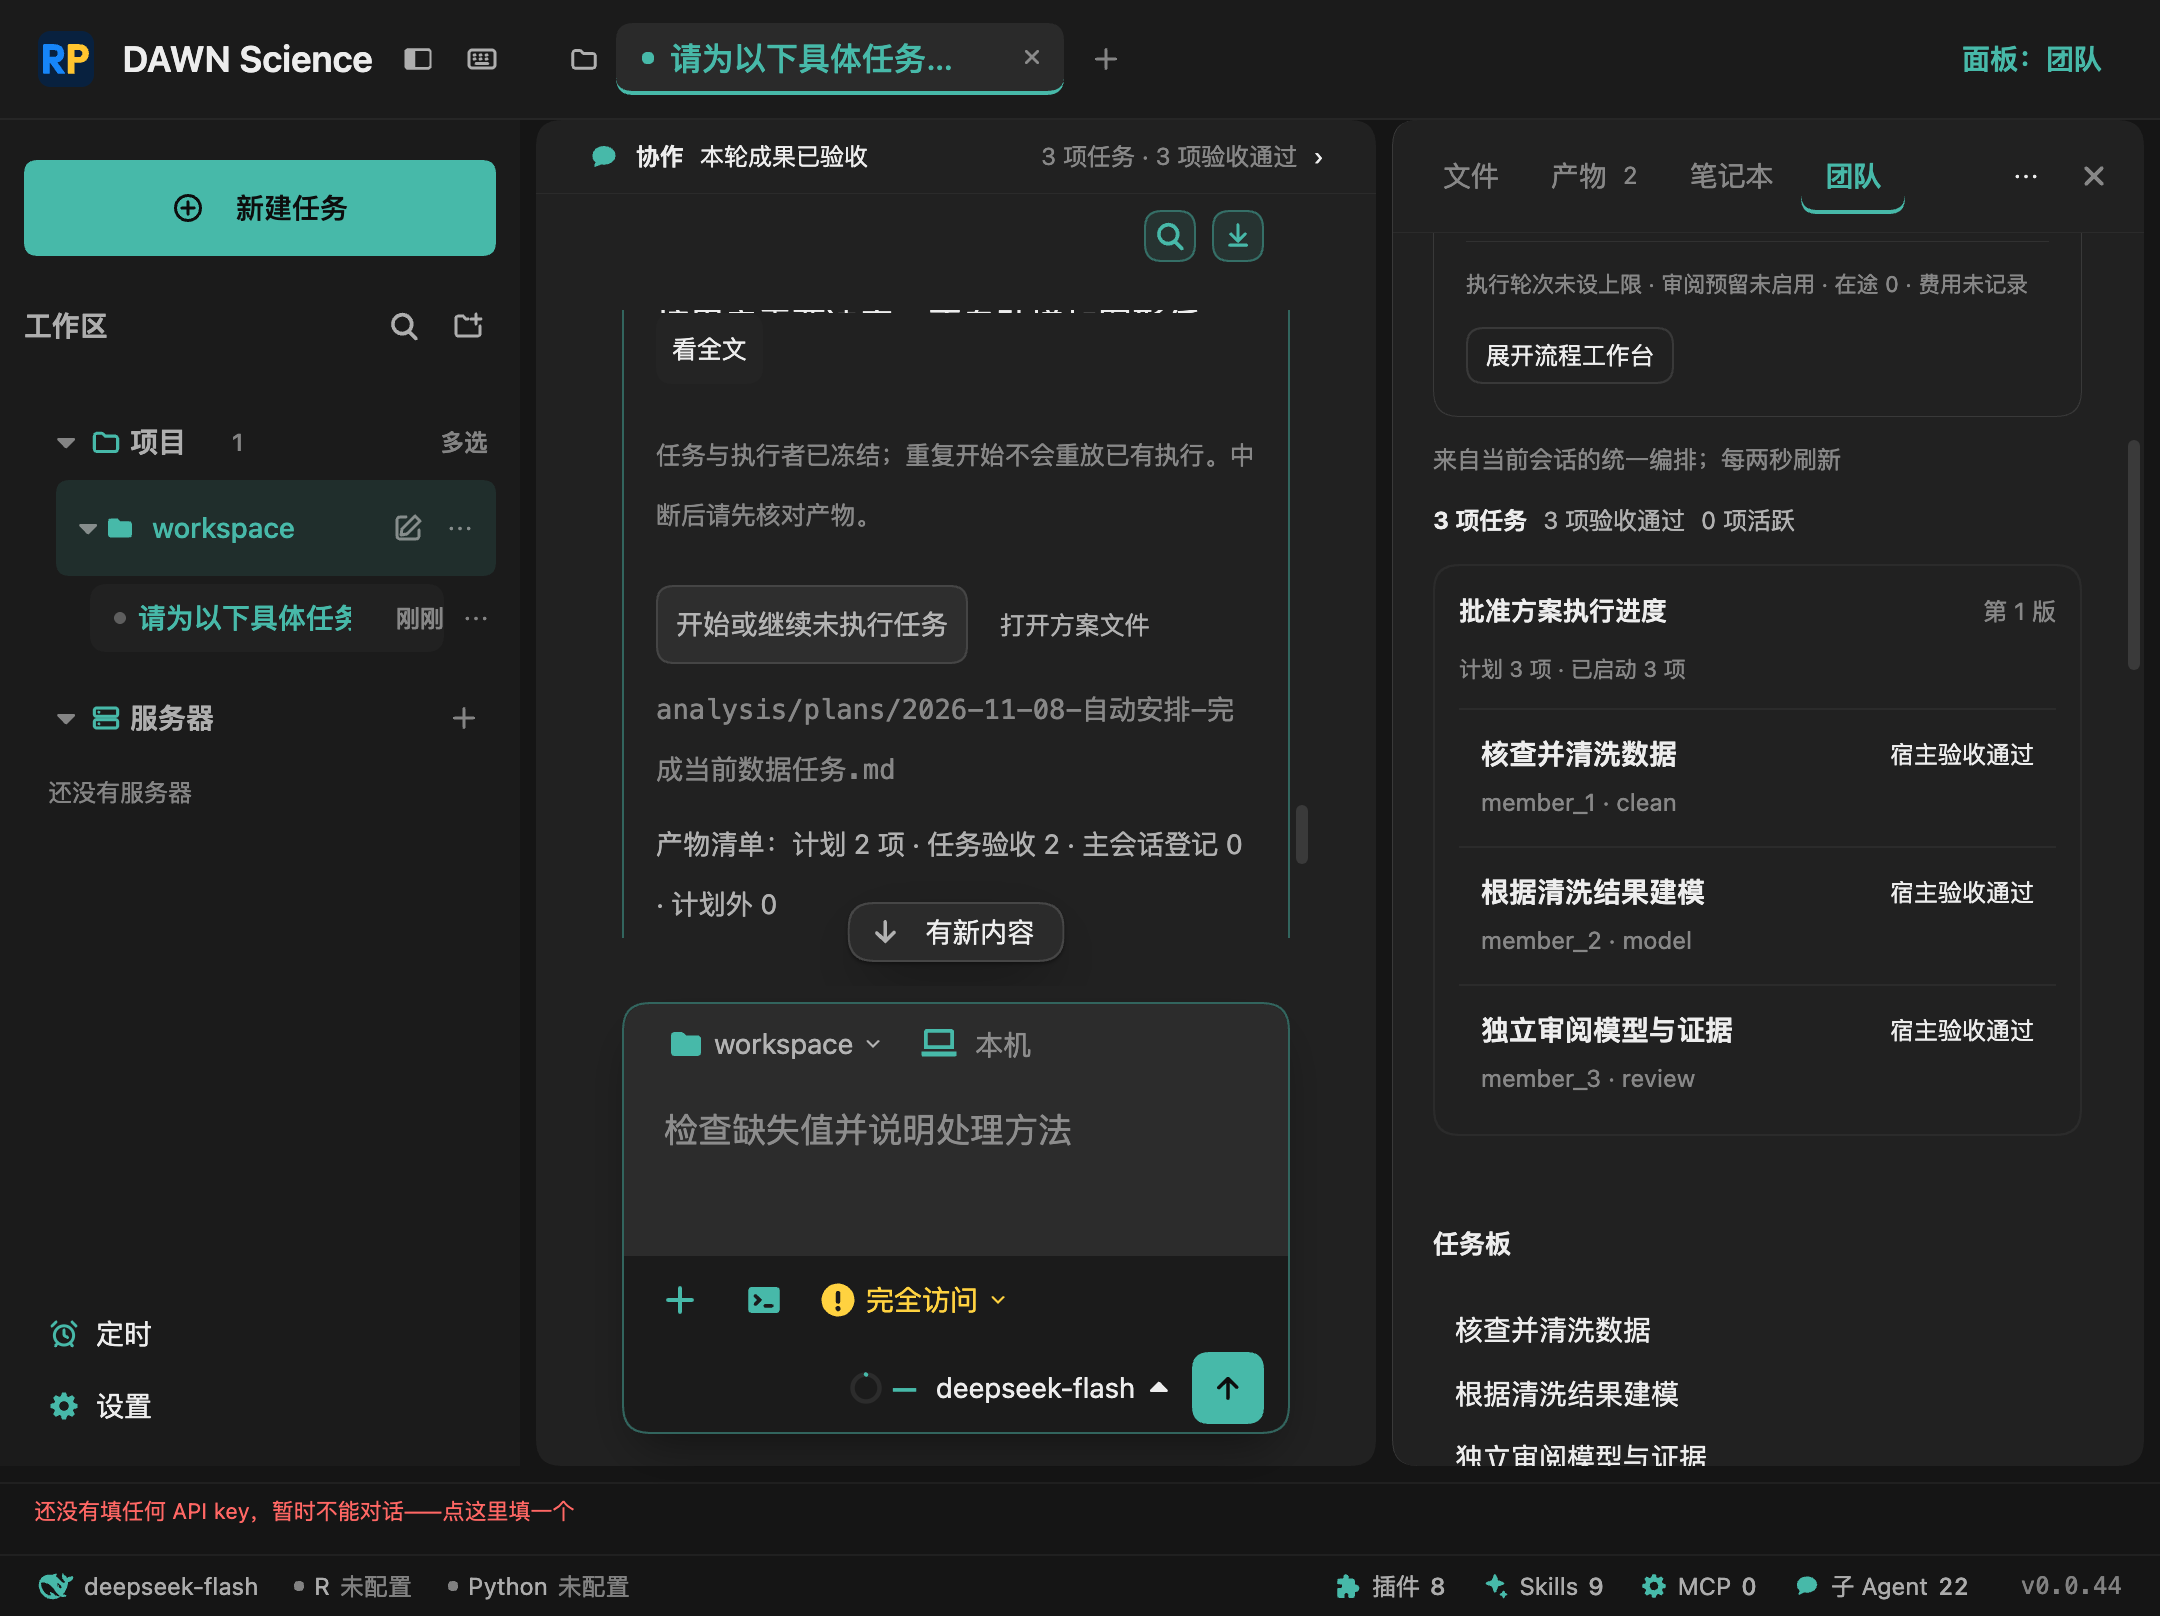 RP DAWN Science
请为以下具体任务...
面板：团队
新建任务
工作区
项目 1 多选
workspace
请为以下具体任务 刚刚
服务器
还没有服务器
定时
设置
协作 本轮成果已验收 3 项任务 · 3 项验收通过
看全文
任务与执行者已冻结；重复开始不会重放已有执行。中
断后请先核对产物。
开始或继续未执行任务 打开方案文件
analysis/plans/2026-11-08-自动安排-完
成当前数据任务.md
产物清单：计划 2 项 · 任务验收 2 · 主会话登记 0
· 计划外 0
有新内容
workspace 本机
检查缺失值并说明处理方法
完全访问
deepseek-flash
文件 产物 2 笔记本 团队
执行轮次未设上限 · 审阅预留未启用 · 在途 0 · 费用未记录
展开流程工作台
来自当前会话的统一编排；每两秒刷新
3 项任务 3 项验收通过 0 项活跃
批准方案执行进度 第 1 版
计划 3 项 · 已启动 3 项
核查并清洗数据 宿主验收通过
member_1 · clean
根据清洗结果建模 宿主验收通过
member_2 · model
独立审阅模型与证据 宿主验收通过
member_3 · review
任务板
核查并清洗数据
根据清洗结果建模
独立审阅模型与证据
还没有填任何 API key，暂时不能对话——点这里填一个
deepseek-flash R 未配置 Python 未配置
插件 8 Skills 9 MCP 0 子 Agent 22 v0.0.44